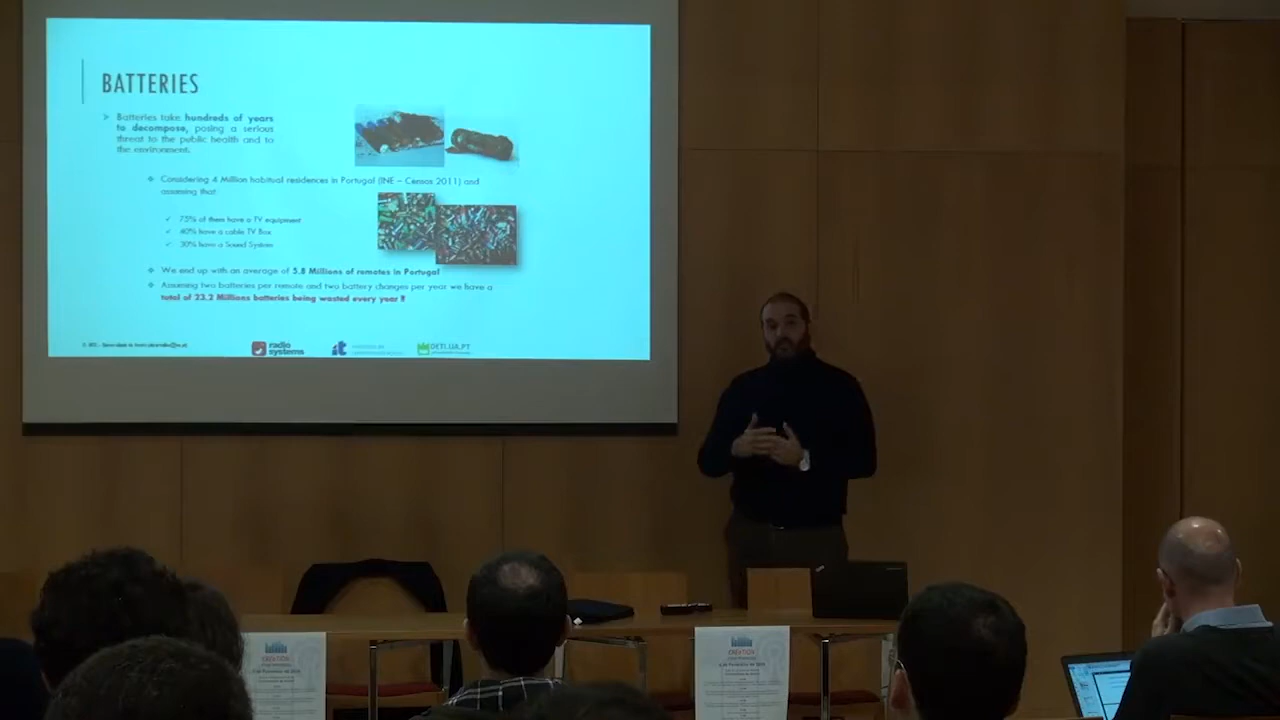 BATTERIES
Batteries take hundreds of years
to decompose, posing a serious
threat to the public health and to
the environment.
Considering 4 Million habitual residences in Portugal (INE – Censos 2011) and
assuming that:
75% of them have a TV equipment
40% have a cable TV Box
30% have a Sound System
We end up with an average of 5.8 Millions of remotes in Portugal
Assuming two batteries per remote and two battery changes per year we have a
total of 23.2 Millions batteries being wasted every year !!
radio
systems
it
DETI.UA.PT
CREATION
CREATION